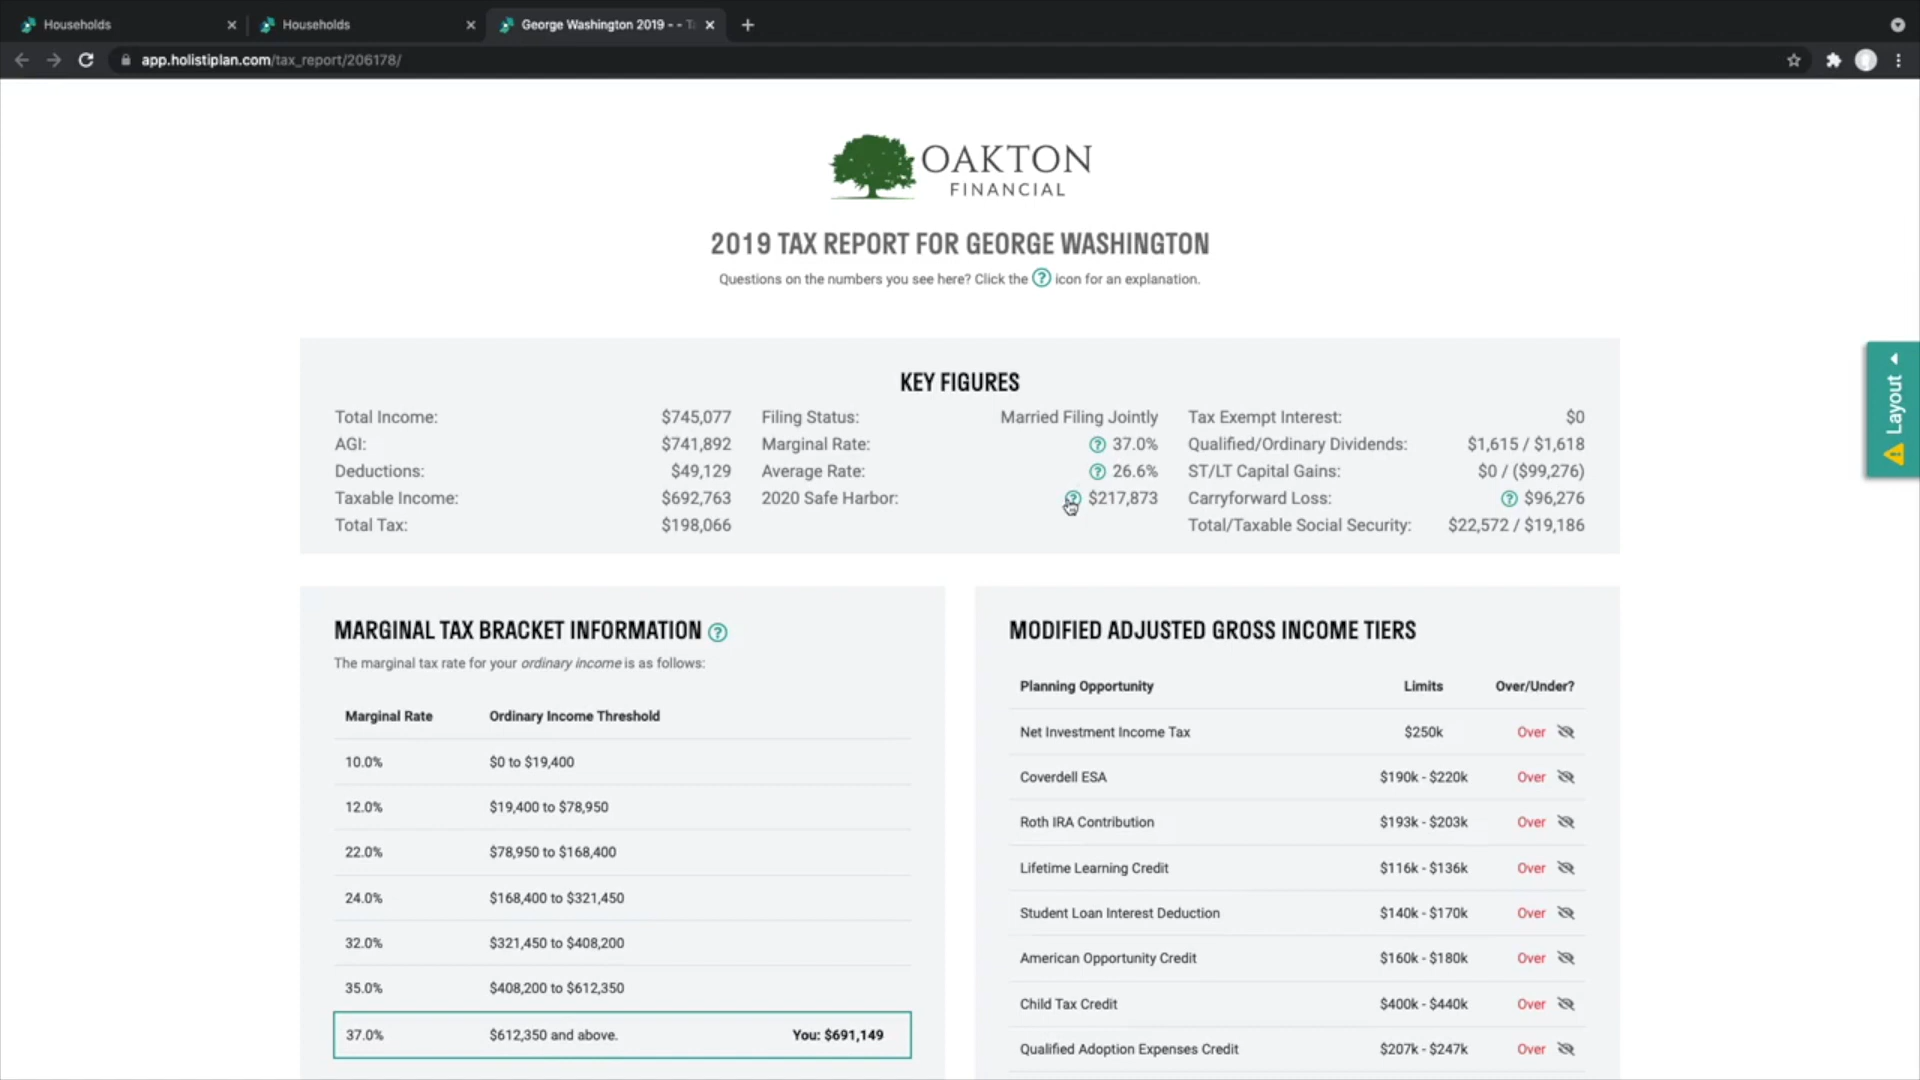 Households
Households
George Washington 2019 - - T
app.holistiplan.com/tax_report/206178/
OAKTON
FINANCIAL
2019 TAX REPORT FOR GEORGE WASHINGTON
Questions on the numbers you see here? Click the ? icon for an explanation.
Layout
KEY FIGURES
Total Income: $745,077
AGI: $741,892
Deductions: $49,129
Taxable Income: $692,763
Total Tax: $198,066
Filing Status: Married Filing Jointly
Marginal Rate: ? 37.0%
Average Rate: ? 26.6%
2020 Safe Harbor: ? $217,873
Tax Exempt Interest: $0
Qualified/Ordinary Dividends: $1,615 / $1,618
ST/LT Capital Gains: $0 / ($99,276)
Carryforward Loss: ? $96,276
Total/Taxable Social Security: $22,572 / $19,186
MARGINAL TAX BRACKET INFORMATION ?
The marginal tax rate for your ordinary income is as follows:
Marginal Rate Ordinary Income Threshold
10.0% $0 to $19,400
12.0% $19,400 to $78,950
22.0% $78,950 to $168,400
24.0% $168,400 to $321,450
32.0% $321,450 to $408,200
35.0% $408,200 to $612,350
37.0% $612,350 and above. You: $691,149
MODIFIED ADJUSTED GROSS INCOME TIERS
Planning Opportunity Limits Over/Under?
Net Investment Income Tax $250k Over
Coverdell ESA $190k - $220k Over
Roth IRA Contribution $193k - $203k Over
Lifetime Learning Credit $116k - $136k Over
Student Loan Interest Deduction $140k - $170k Over
American Opportunity Credit $160k - $180k Over
Child Tax Credit $400k - $440k Over
Qualified Adoption Expenses Credit $207k - $247k Over